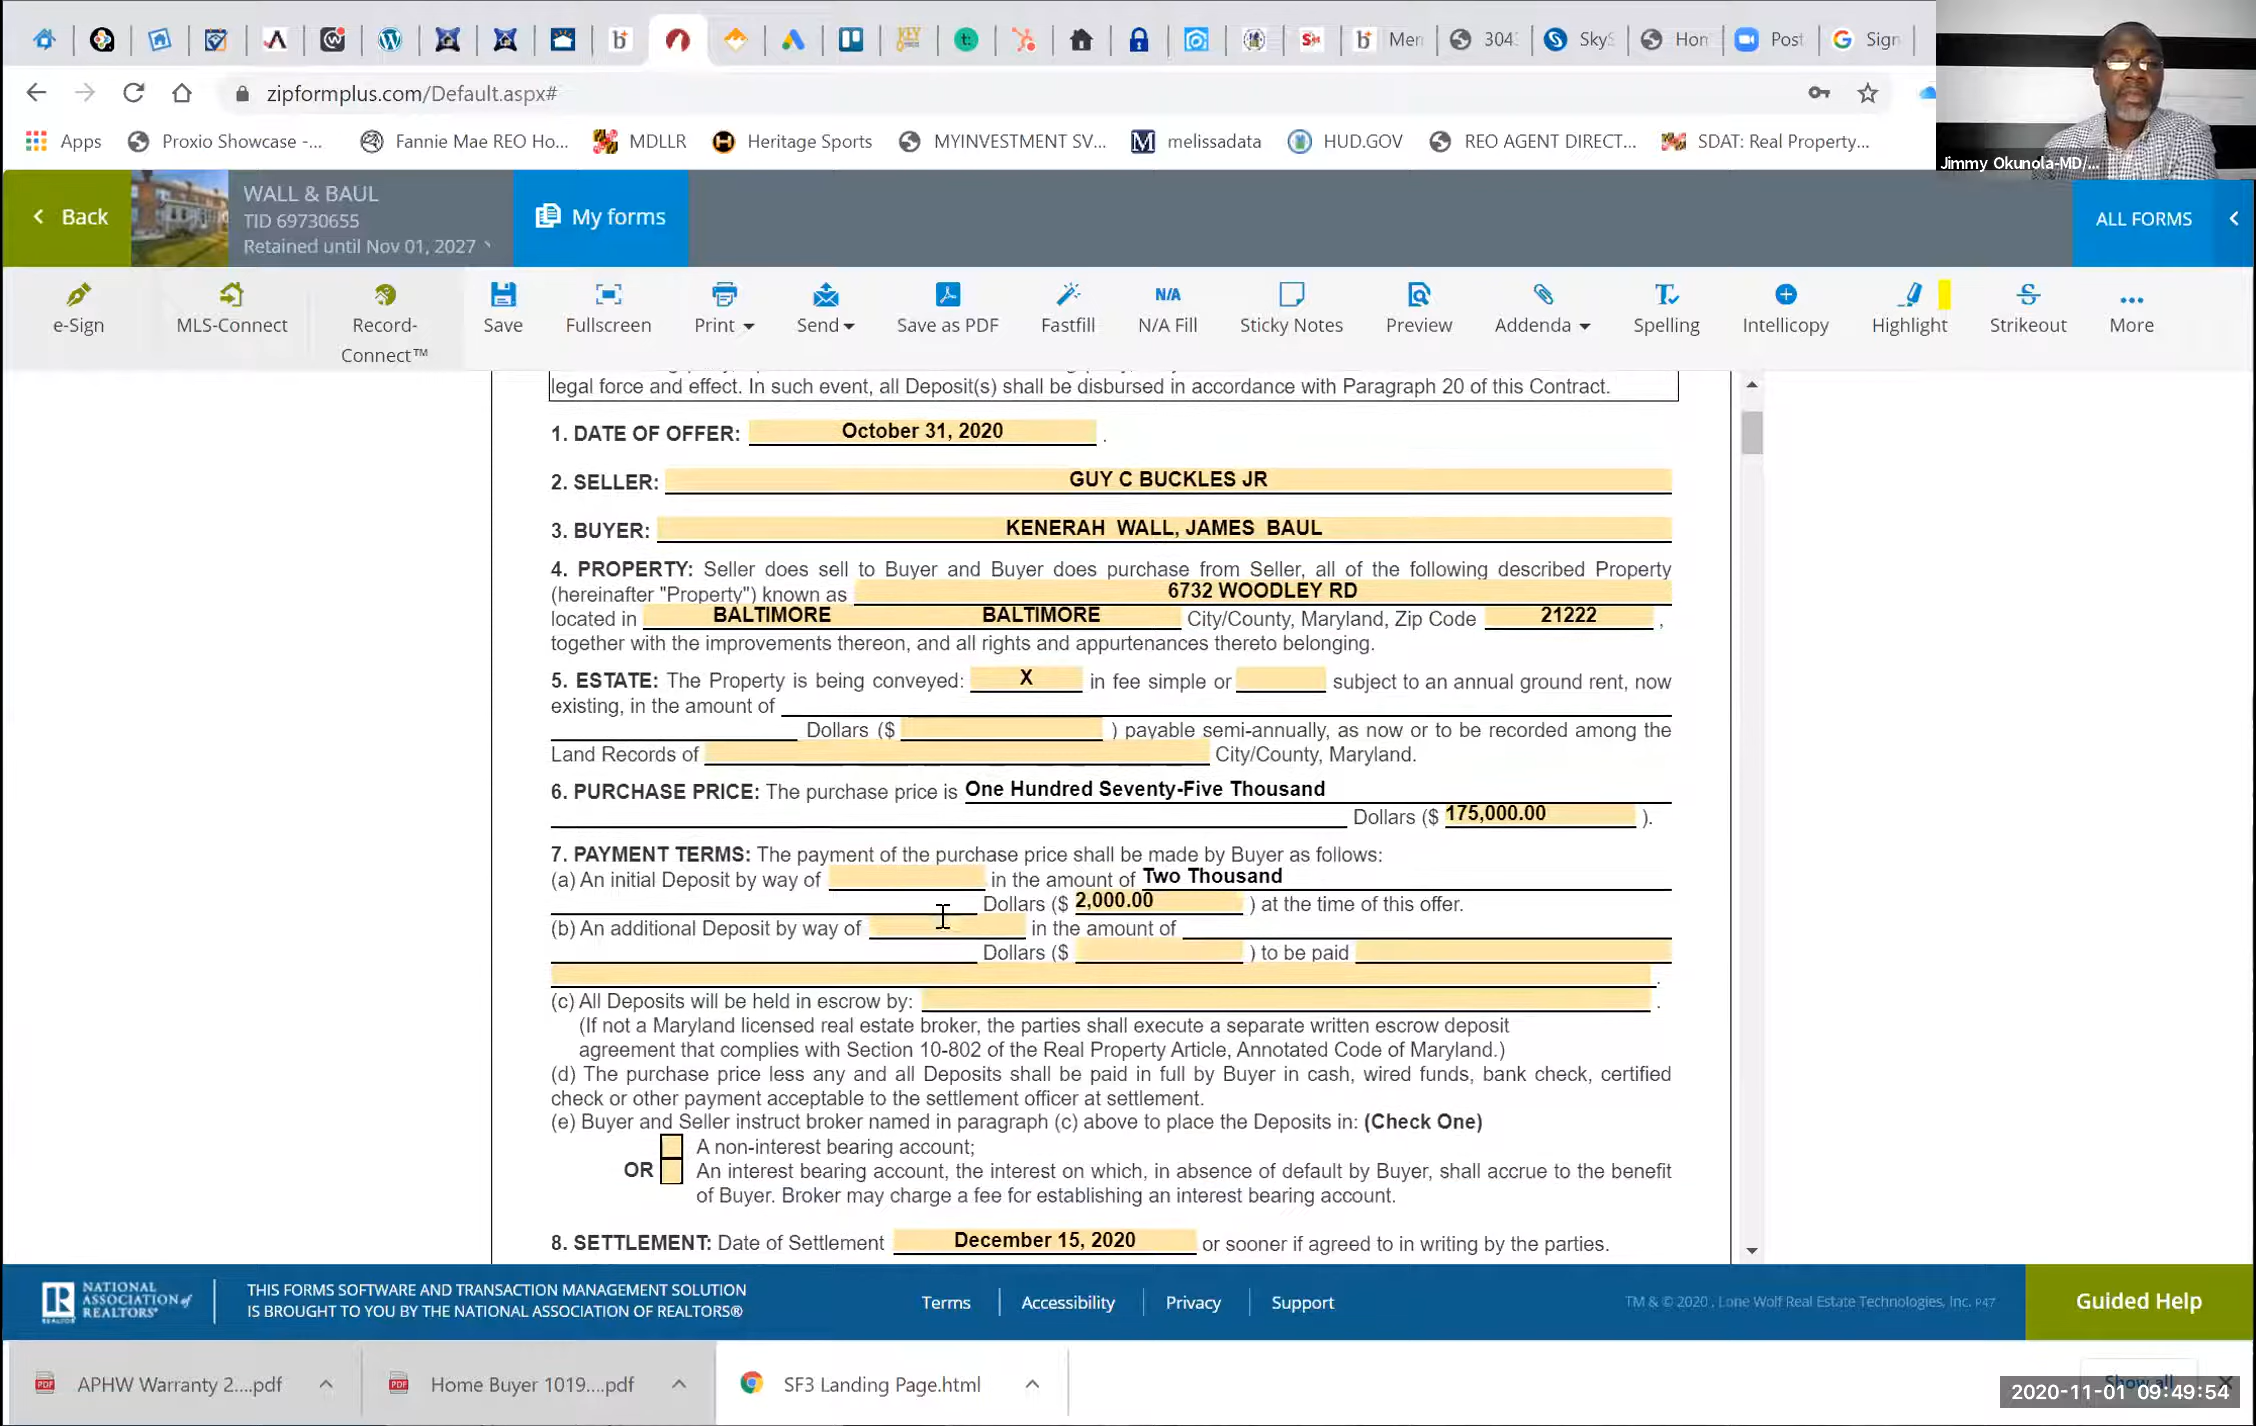 Mer
304
Sky
Hon
Post
Sign
zipformplus.com/Default.aspx#
Apps
Proxio Showcase -...
Fannie Mae REO Ho...
MDLLR
Heritage Sports
MYINVESTMENT SV...
melissadata
HUD.GOV
REO AGENT DIRECT...
SDAT: Real Property...
Jimmy Okunola-MD/...
Back
WALL & BAUL
TID 69730655
Retained until Nov 01, 2027
My forms
ALL FORMS
e-Sign
MLS-Connect
Record-
Connect™
Save
Fullscreen
Print
Send
Save as PDF
Fastfill
N/A
N/A Fill
Sticky Notes
Preview
Addenda
Spelling
Intellicopy
Highlight
Strikeout
More
legal force and effect. In such event, all Deposit(s) shall be disbursed in accordance with Paragraph 20 of this Contract.
1. DATE OF OFFER: October 31, 2020 .
2. SELLER: GUY C BUCKLES JR
3. BUYER: KENERAH WALL, JAMES BAUL
4. PROPERTY: Seller does sell to Buyer and Buyer does purchase from Seller, all of the following described Property
(hereinafter "Property") known as 6732 WOODLEY RD
located in BALTIMORE BALTIMORE City/County, Maryland, Zip Code 21222 ,
together with the improvements thereon, and all rights and appurtenances thereto belonging.
5. ESTATE: The Property is being conveyed: X in fee simple or subject to an annual ground rent, now
existing, in the amount of
Dollars ($ ) payable semi-annually, as now or to be recorded among the
Land Records of City/County, Maryland.
6. PURCHASE PRICE: The purchase price is One Hundred Seventy-Five Thousand
Dollars ($ 175,000.00 ).
7. PAYMENT TERMS: The payment of the purchase price shall be made by Buyer as follows:
(a) An initial Deposit by way of in the amount of Two Thousand
Dollars ($ 2,000.00 ) at the time of this offer.
(b) An additional Deposit by way of in the amount of
Dollars ($ ) to be paid
.
(c) All Deposits will be held in escrow by: .
(If not a Maryland licensed real estate broker, the parties shall execute a separate written escrow deposit
agreement that complies with Section 10-802 of the Real Property Article, Annotated Code of Maryland.)
(d) The purchase price less any and all Deposits shall be paid in full by Buyer in cash, wired funds, bank check, certified
check or other payment acceptable to the settlement officer at settlement.
(e) Buyer and Seller instruct broker named in paragraph (c) above to place the Deposits in: (Check One)
A non-interest bearing account;
OR An interest bearing account, the interest on which, in absence of default by Buyer, shall accrue to the benefit
of Buyer. Broker may charge a fee for establishing an interest bearing account.
8. SETTLEMENT: Date of Settlement December 15, 2020 or sooner if agreed to in writing by the parties.
NATIONAL
ASSOCIATION of
REALTORS®
THIS FORMS SOFTWARE AND TRANSACTION MANAGEMENT SOLUTION
IS BROUGHT TO YOU BY THE NATIONAL ASSOCIATION OF REALTORS®
Terms
Accessibility
Privacy
Support
TM & © 2020 , Lone Wolf Real Estate Technologies, Inc. P47
Guided Help
APHW Warranty 2....pdf
Home Buyer 1019....pdf
SF3 Landing Page.html
Show all
2020-11-01 09:49:54